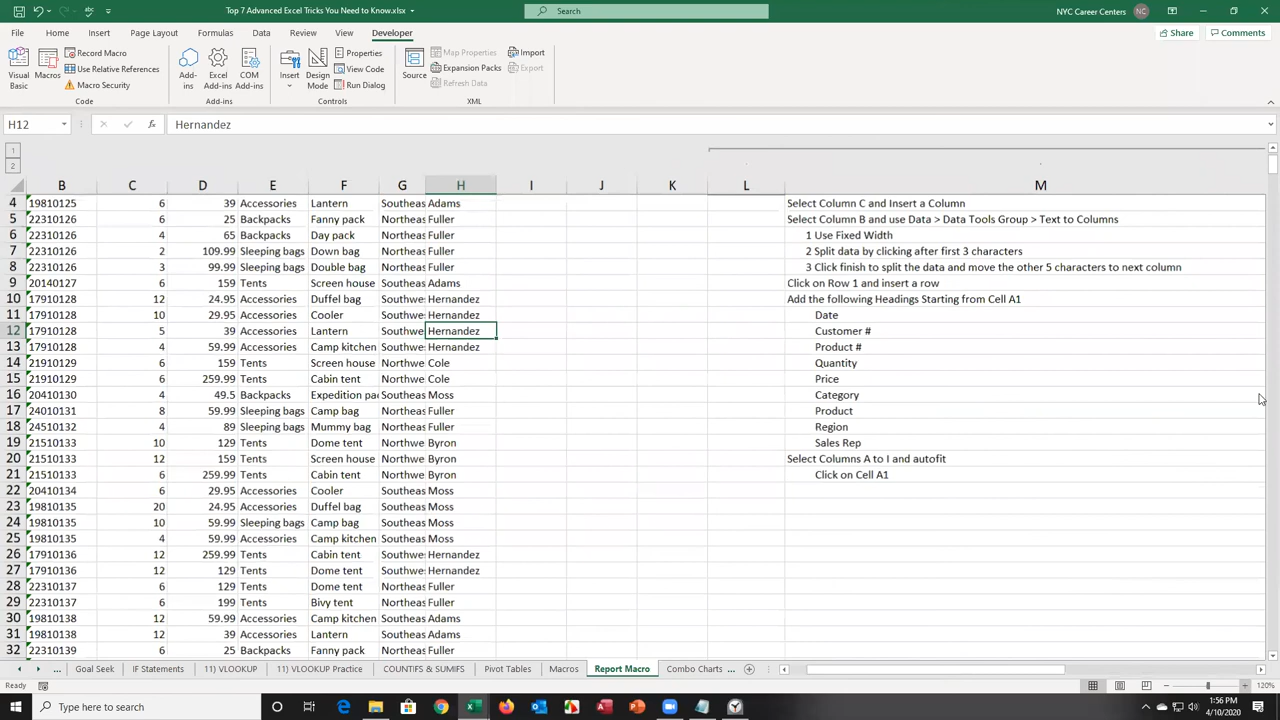 Top 7 Advanced Excel Tricks You Need to Know.xlsx
Search
NYC Career Centers NC
File Home Insert Page Layout Formulas Data Review View Developer Share Comments
Visual Basic
Macros
Record Macro
Use Relative References
Macro Security
Code
Add-ins
Excel Add-ins
COM Add-ins
Add-ins
Insert
Design Mode
Properties
View Code
Run Dialog
Controls
Source
Map Properties
Expansion Packs
Refresh Data
Import
Export
XML
H12 fx Hernandez
1
2
B C D E F G H I J K L M
4 19810125 6 39 Accessories Lantern Southeas Adams Select Column C and Insert a Column
5 22310126 6 25 Backpacks Fanny pack Northeas Fuller Select Column B and use Data > Data Tools Group > Text to Columns
6 22310126 4 65 Backpacks Day pack Northeas Fuller 1 Use Fixed Width
7 22310126 2 109.99 Sleeping bags Down bag Northeas Fuller 2 Split data by clicking after first 3 characters
8 22310126 3 99.99 Sleeping bags Double bag Northeas Fuller 3 Click finish to split the data and move the other 5 characters to next column
9 20140127 6 159 Tents Screen house Southeas Adams Click on Row 1 and insert a row
10 17910128 12 24.95 Accessories Duffel bag Southwe Hernandez Add the following Headings Starting from Cell A1
11 17910128 10 29.95 Accessories Cooler Southwe Hernandez Date
12 17910128 5 39 Accessories Lantern Southwe Hernandez Customer #
13 17910128 4 59.99 Accessories Camp kitchen Southwe Hernandez Product #
14 21910129 6 159 Tents Screen house Northwe Cole Quantity
15 21910129 6 259.99 Tents Cabin tent Northwe Cole Price
16 20410130 4 49.5 Backpacks Expedition pa Southeas Moss Category
17 24010131 8 59.99 Sleeping bags Camp bag Northeas Fuller Product
18 24510132 4 89 Sleeping bags Mummy bag Northeas Fuller Region
19 21510133 10 129 Tents Dome tent Northwe Byron Sales Rep
20 21510133 12 159 Tents Screen house Northwe Byron Select Columns A to I and autofit
21 21510133 6 259.99 Tents Cabin tent Northwe Byron Click on Cell A1
22 20410134 6 29.95 Accessories Cooler Southeas Moss
23 19810135 20 24.95 Accessories Duffel bag Southeas Moss
24 19810135 10 59.99 Sleeping bags Camp bag Southeas Moss
25 19810135 4 59.99 Accessories Camp kitchen Southeas Moss
26 17910136 12 259.99 Tents Cabin tent Southwe Hernandez
27 17910136 12 129 Tents Dome tent Southwe Hernandez
28 22310137 6 129 Tents Dome tent Northeas Fuller
29 22310137 6 199 Tents Bivy tent Northeas Fuller
30 19810138 12 59.99 Accessories Camp kitchen Southeas Adams
31 19810138 12 39 Accessories Lantern Southeas Adams
32 22310139 6 25 Backpacks Fanny pack Northeas Fuller
... Goal Seek IF Statements 11) VLOOKUP 11) VLOOKUP Practice COUNTIFS & SUMIFS Pivot Tables Macros Report Macro Combo Charts ...
Ready 120%
Type here to search
1:56 PM
4/10/2020